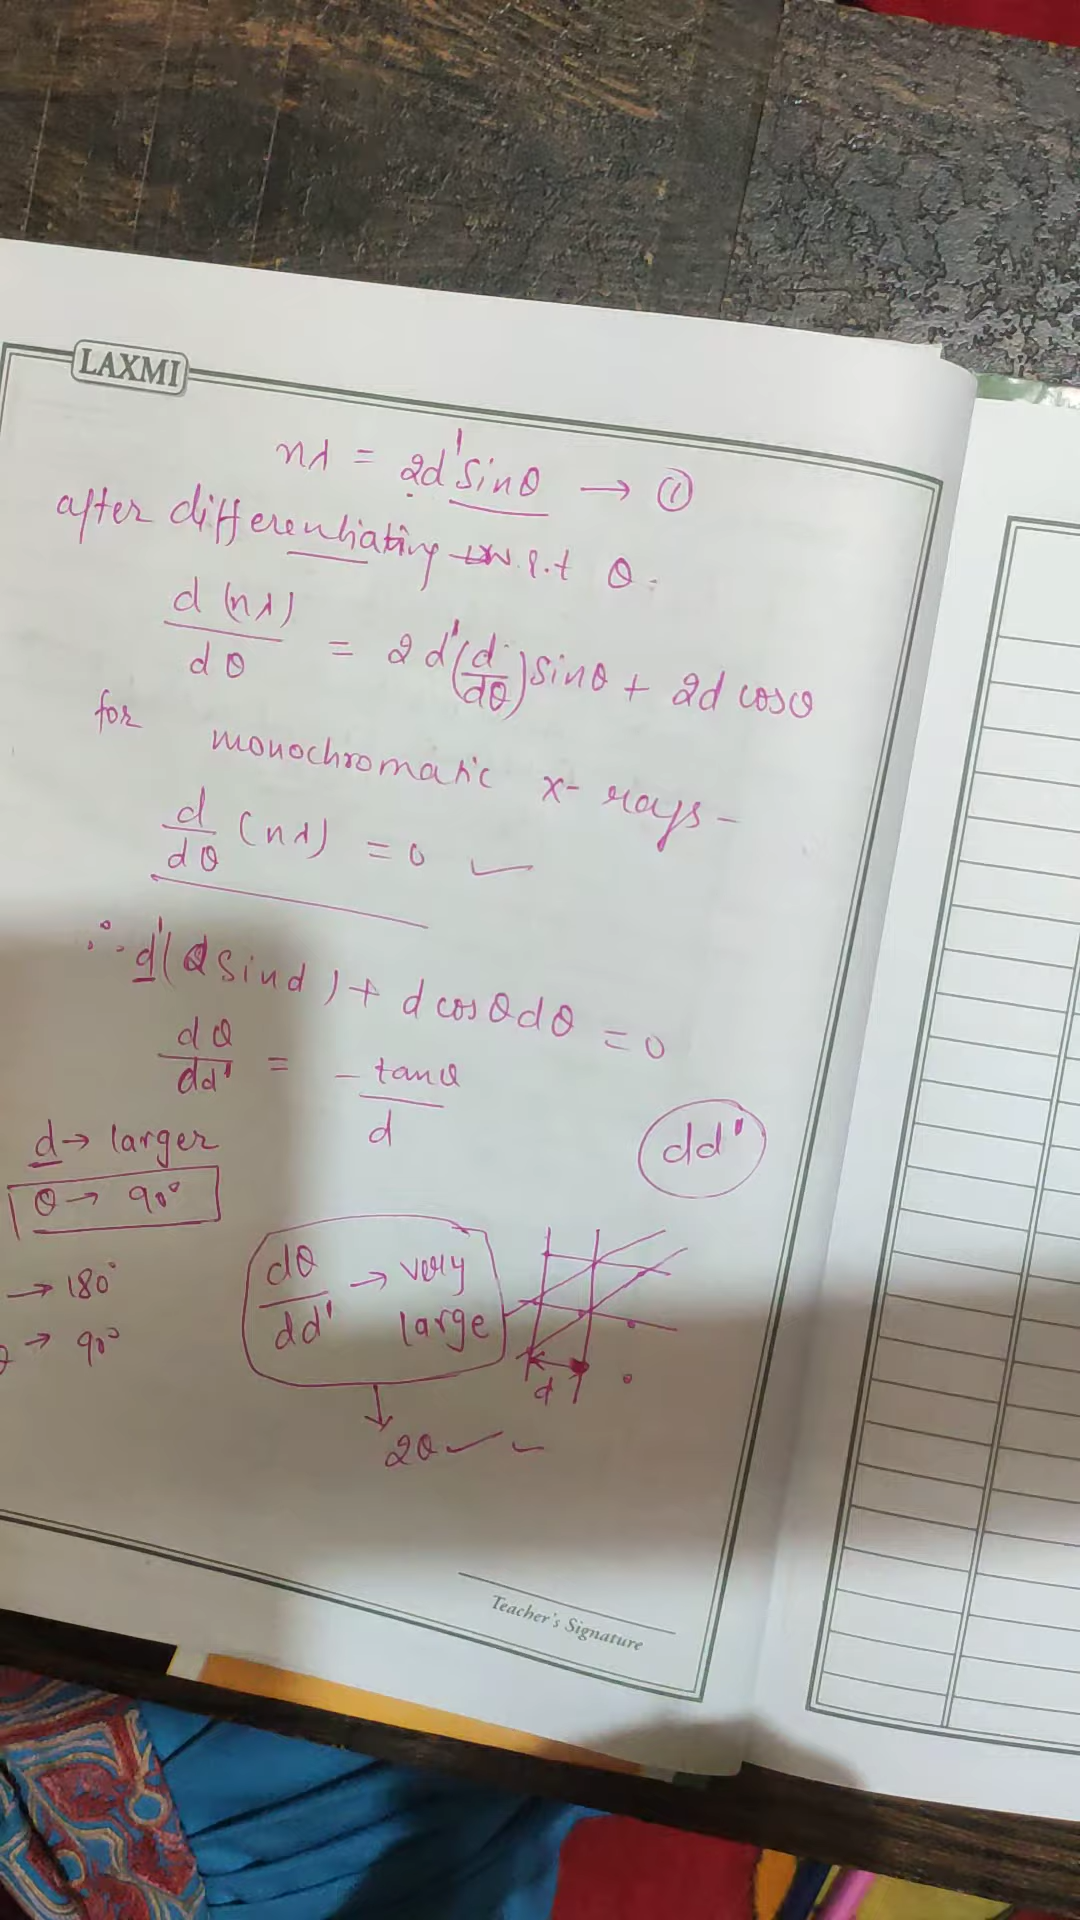 LAXMI
nλ = 2d' sinθ → ①
after differentiating w.r.t θ.
d (nλ) / dθ = 2d' (d/dθ) sinθ + 2d cosθ
for monochromatic x-rays -
d/dθ (nλ) = 0 ✓
∴ d' (2 sin d) + d cosθ dθ = 0
dθ/dd' = - tanθ/d
d → larger
dd'
θ → 90°
→ 180°
dθ/dd' → very large
→ 90°
d
2θ ✓ ✓
Teacher's Signature